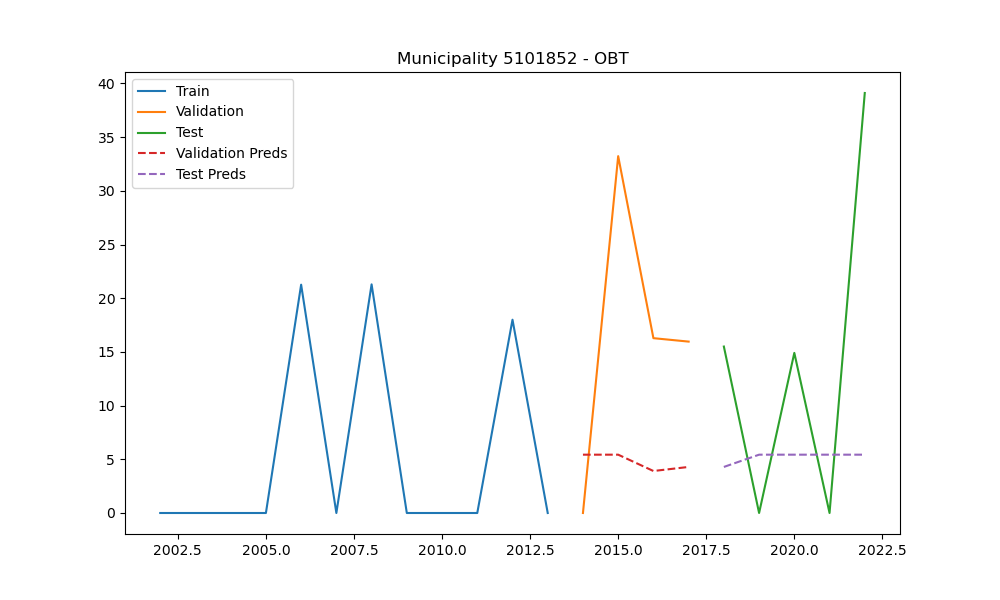 Municipality 5101852 - OBT
Train
Validation
Test
Validation Preds
Test Preds
40
35
30
25
20
15
10
5
0
2002.5 2005.0 2007.5 2010.0 2012.5 2015.0 2017.5 2020.0 2022.5